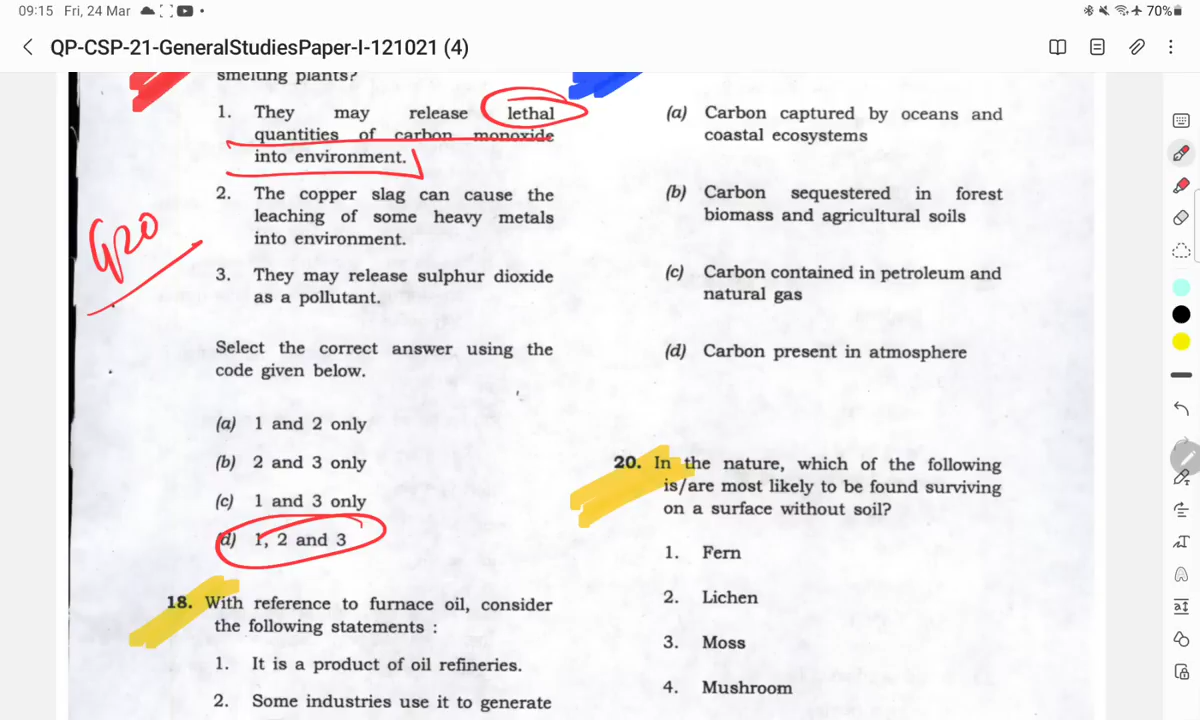 09:15 Fri, 24 Mar
70%
QP-CSP-21-GeneralStudiesPaper-I-121021 (4)
smelting plants?
1. They may release lethal
quantities of carbon monoxide
into environment.
2. The copper slag can cause the
leaching of some heavy metals
into environment.
3. They may release sulphur dioxide
as a pollutant.
Select the correct answer using the
code given below.
(a) 1 and 2 only
(b) 2 and 3 only
(c) 1 and 3 only
(d) 1, 2 and 3
18. With reference to furnace oil, consider
the following statements :
1. It is a product of oil refineries.
2. Some industries use it to generate
(a) Carbon captured by oceans and
coastal ecosystems
(b) Carbon sequestered in forest
biomass and agricultural soils
(c) Carbon contained in petroleum and
natural gas
(d) Carbon present in atmosphere
20. In the nature, which of the following
is/are most likely to be found surviving
on a surface without soil?
1. Fern
2. Lichen
3. Moss
4. Mushroom